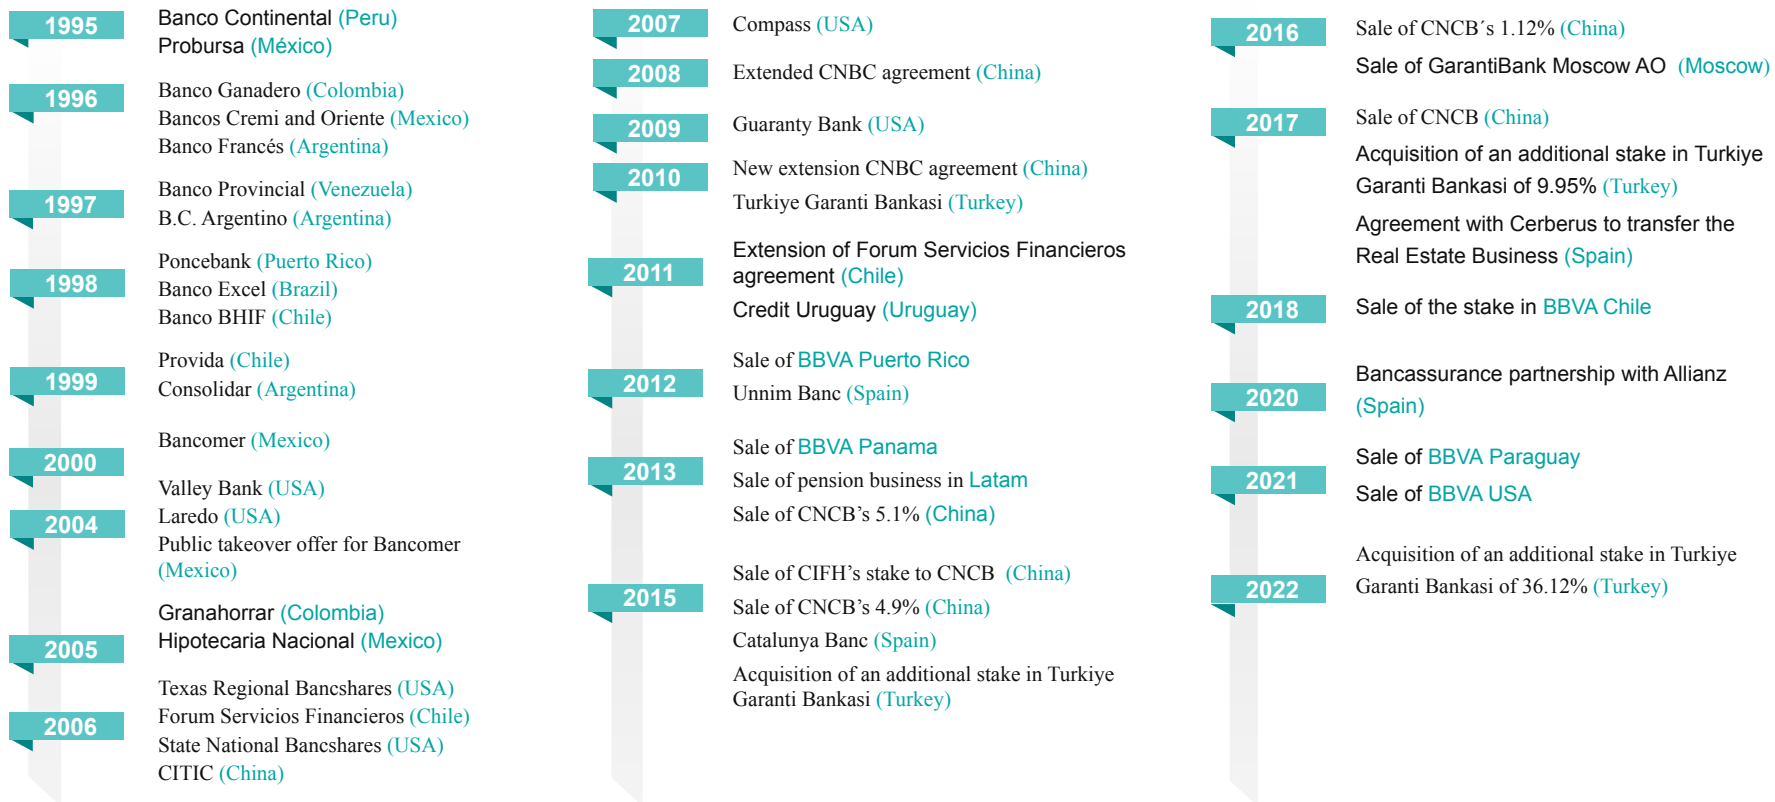 1995
Banco Continental (Peru)
Probursa (México)
1996
Banco Ganadero (Colombia)
Bancos Cremi and Oriente (Mexico)
Banco Francés (Argentina)
1997
Banco Provincial (Venezuela)
B.C. Argentino (Argentina)
1998
Poncebank (Puerto Rico)
Banco Excel (Brazil)
Banco BHIF (Chile)
1999
Provida (Chile)
Consolidar (Argentina)
2000
Bancomer (Mexico)
2004
Valley Bank (USA)
Laredo (USA)
Public takeover offer for Bancomer
(Mexico)
2005
Granahorrar (Colombia)
Hipotecaria Nacional (Mexico)
2006
Texas Regional Bancshares (USA)
Forum Servicios Financieros (Chile)
State National Bancshares (USA)
CITIC (China)
2007
Compass (USA)
2008
Extended CNBC agreement (China)
2009
Guaranty Bank (USA)
2010
New extension CNBC agreement (China)
Turkiye Garanti Bankasi (Turkey)
2011
Extension of Forum Servicios Financieros
agreement (Chile)
Credit Uruguay (Uruguay)
2012
Sale of BBVA Puerto Rico
Unnim Banc (Spain)
2013
Sale of BBVA Panama
Sale of pension business in Latam
Sale of CNCB’s 5.1% (China)
2015
Sale of CIFH’s stake to CNCB (China)
Sale of CNCB’s 4.9% (China)
Catalunya Banc (Spain)
Acquisition of an additional stake in Turkiye
Garanti Bankasi (Turkey)
2016
Sale of CNCB´s 1.12% (China)
Sale of GarantiBank Moscow AO (Moscow)
2017
Sale of CNCB (China)
Acquisition of an additional stake in Turkiye
Garanti Bankasi of 9.95% (Turkey)
Agreement with Cerberus to transfer the
Real Estate Business (Spain)
2018
Sale of the stake in BBVA Chile
2020
Bancassurance partnership with Allianz
(Spain)
2021
Sale of BBVA Paraguay
Sale of BBVA USA
2022
Acquisition of an additional stake in Turkiye
Garanti Bankasi of 36.12% (Turkey)